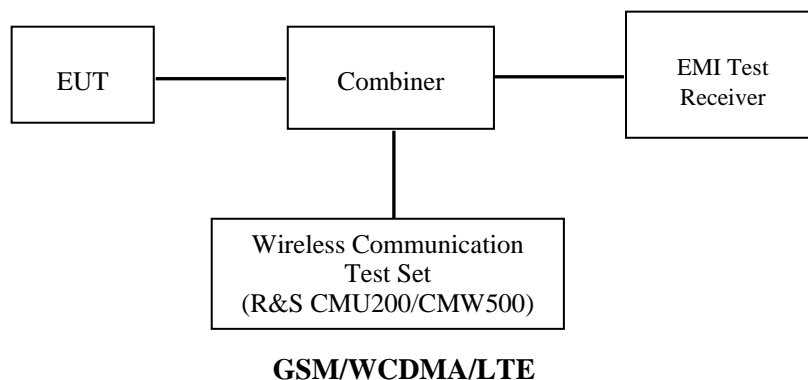 EUT
Combiner
EMI Test
Receiver
Wireless Communication
Test Set
(R&S CMU200/CMW500)
GSM/WCDMA/LTE